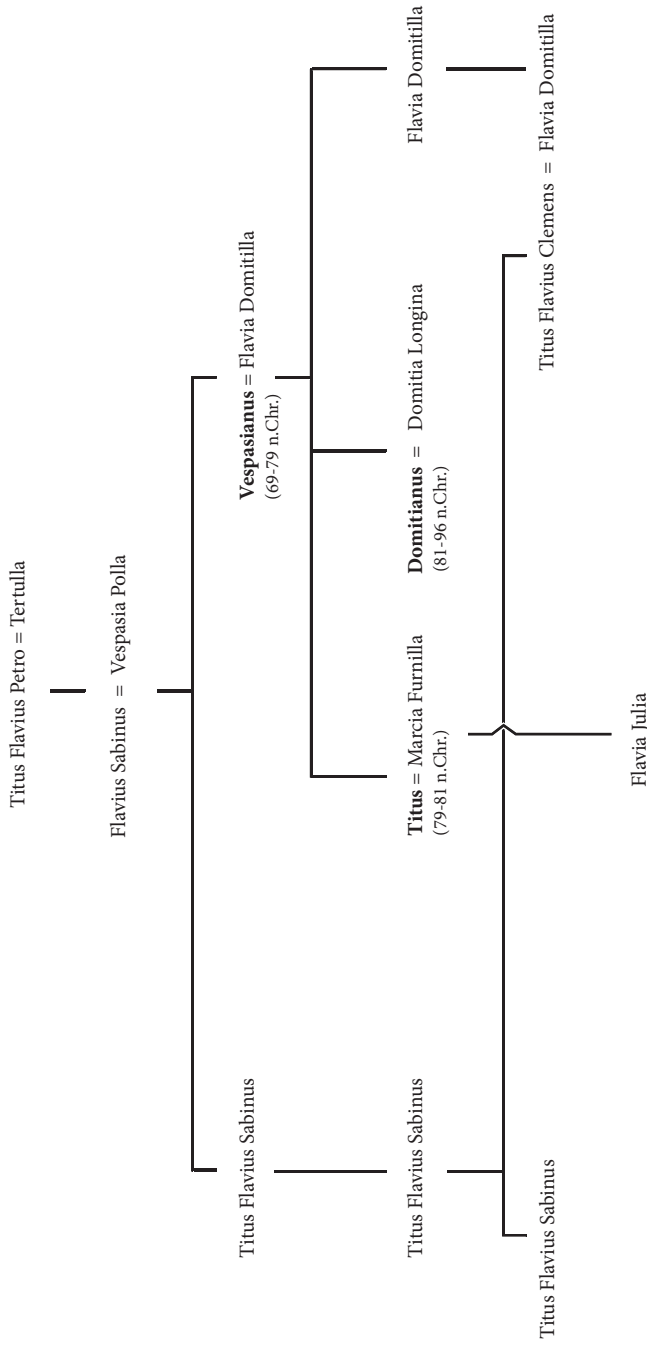 Titus Flavius Petro = Tertulla
Flavius Sabinus = Vespasia Polla
Titus Flavius Sabinus
Vespasianus = Flavia Domitilla
(69-79 n.Chr.)
Titus Flavius Sabinus
Titus = Marcia Furnilla
(79-81 n.Chr.)
Domitianus = Domitia Longina
(81-96 n.Chr.)
Flavia Domitilla
Titus Flavius Sabinus
Titus Flavius Clemens = Flavia Domitilla
Flavia Julia